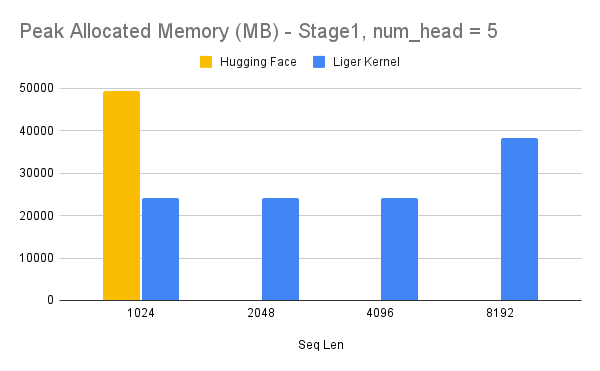 Peak Allocated Memory (MB) - Stage1, num_head = 5
Hugging Face Liger Kernel
50000
40000
30000
20000
10000
0
1024 2048 4096 8192
Seq Len